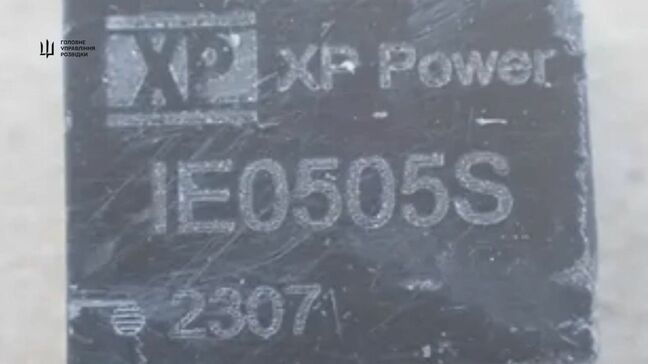 ГОЛОВНЕ
УПРАВЛІННЯ
РОЗВІДКИ
XP XP Power
IE0505S
2307